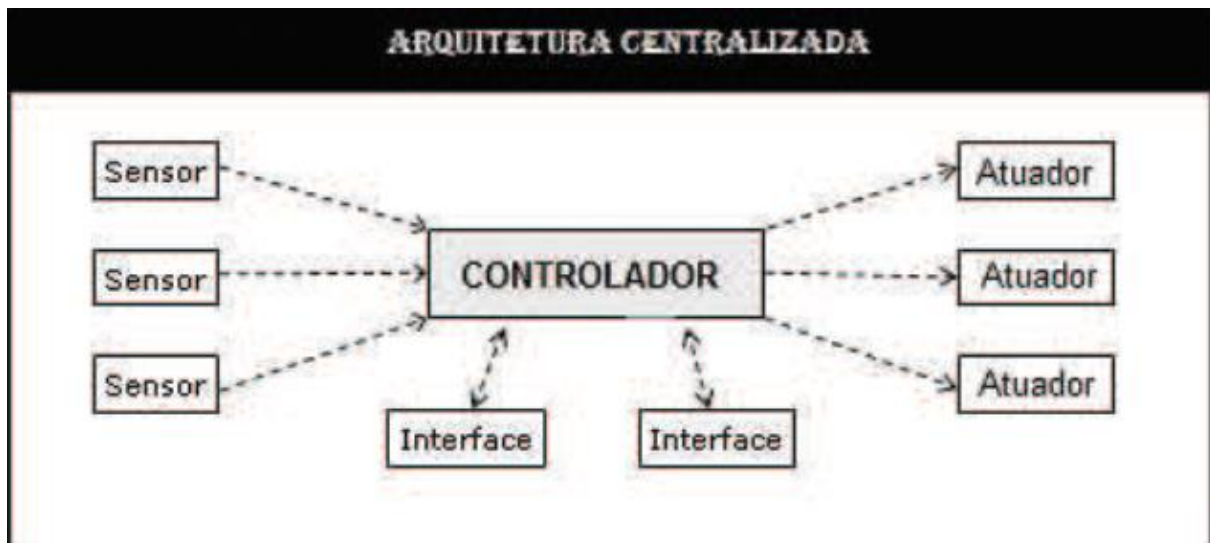 ARQUITETURA CENTRALIZADA
Sensor
Atuador
CONTROLADOR
Sensor
Atuador
Sensor
Atuador
Interface
Interface